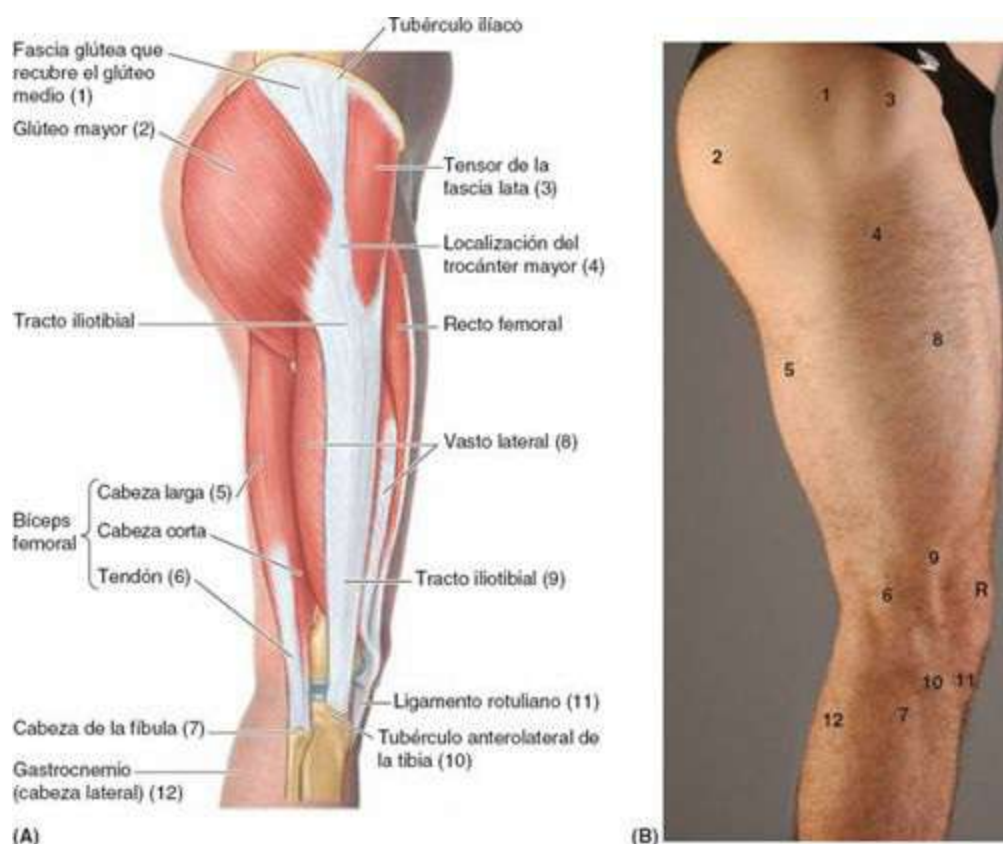 Tubérculo ilíaco
Fascia glútea que
recubre el glúteo
medio (1)
Glúteo mayor (2)
Tensor de la
fascia lata (3)
Localización del
trocánter mayor (4)
Tracto iliotibial
Recto femoral
Vasto lateral (8)
Bíceps
femoral
Cabeza larga (5)
Cabeza corta
Tendón (6)
Tracto iliotibial (9)
Ligamento rotuliano (11)
Cabeza de la fíbula (7)
Tubérculo anterolateral de
la tibia (10)
Gastrocnemio
(cabeza lateral) (12)
(A)
1
3
2
4
8
5
9
6
R
10
11
12
7
(B)